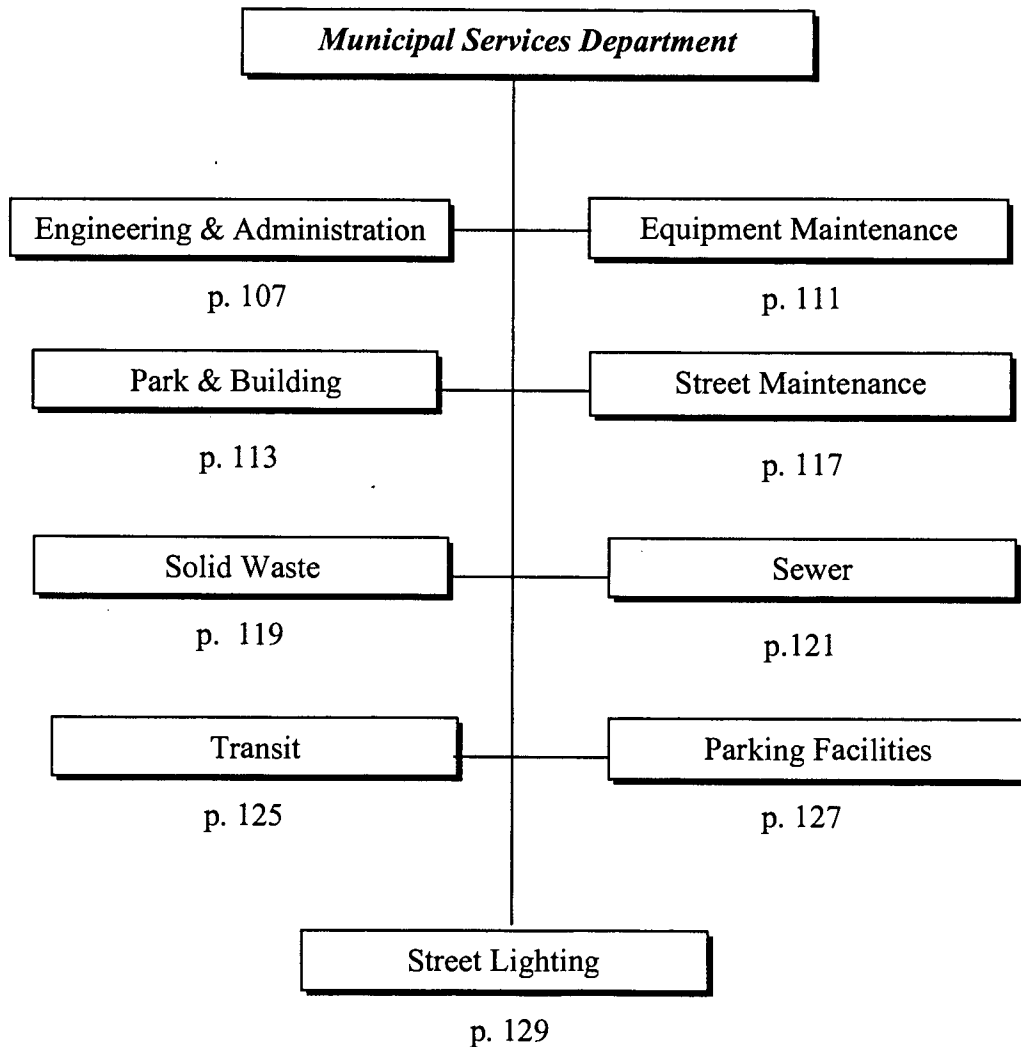 Municipal Services Department
Engineering & Administration
Equipment Maintenance
p. 107
p. 111
Park & Building
Street Maintenance
p. 113
p. 117
Solid Waste
Sewer
p. 119
p.121
Transit
Parking Facilities
p. 125
p. 127
Street Lighting
p. 129